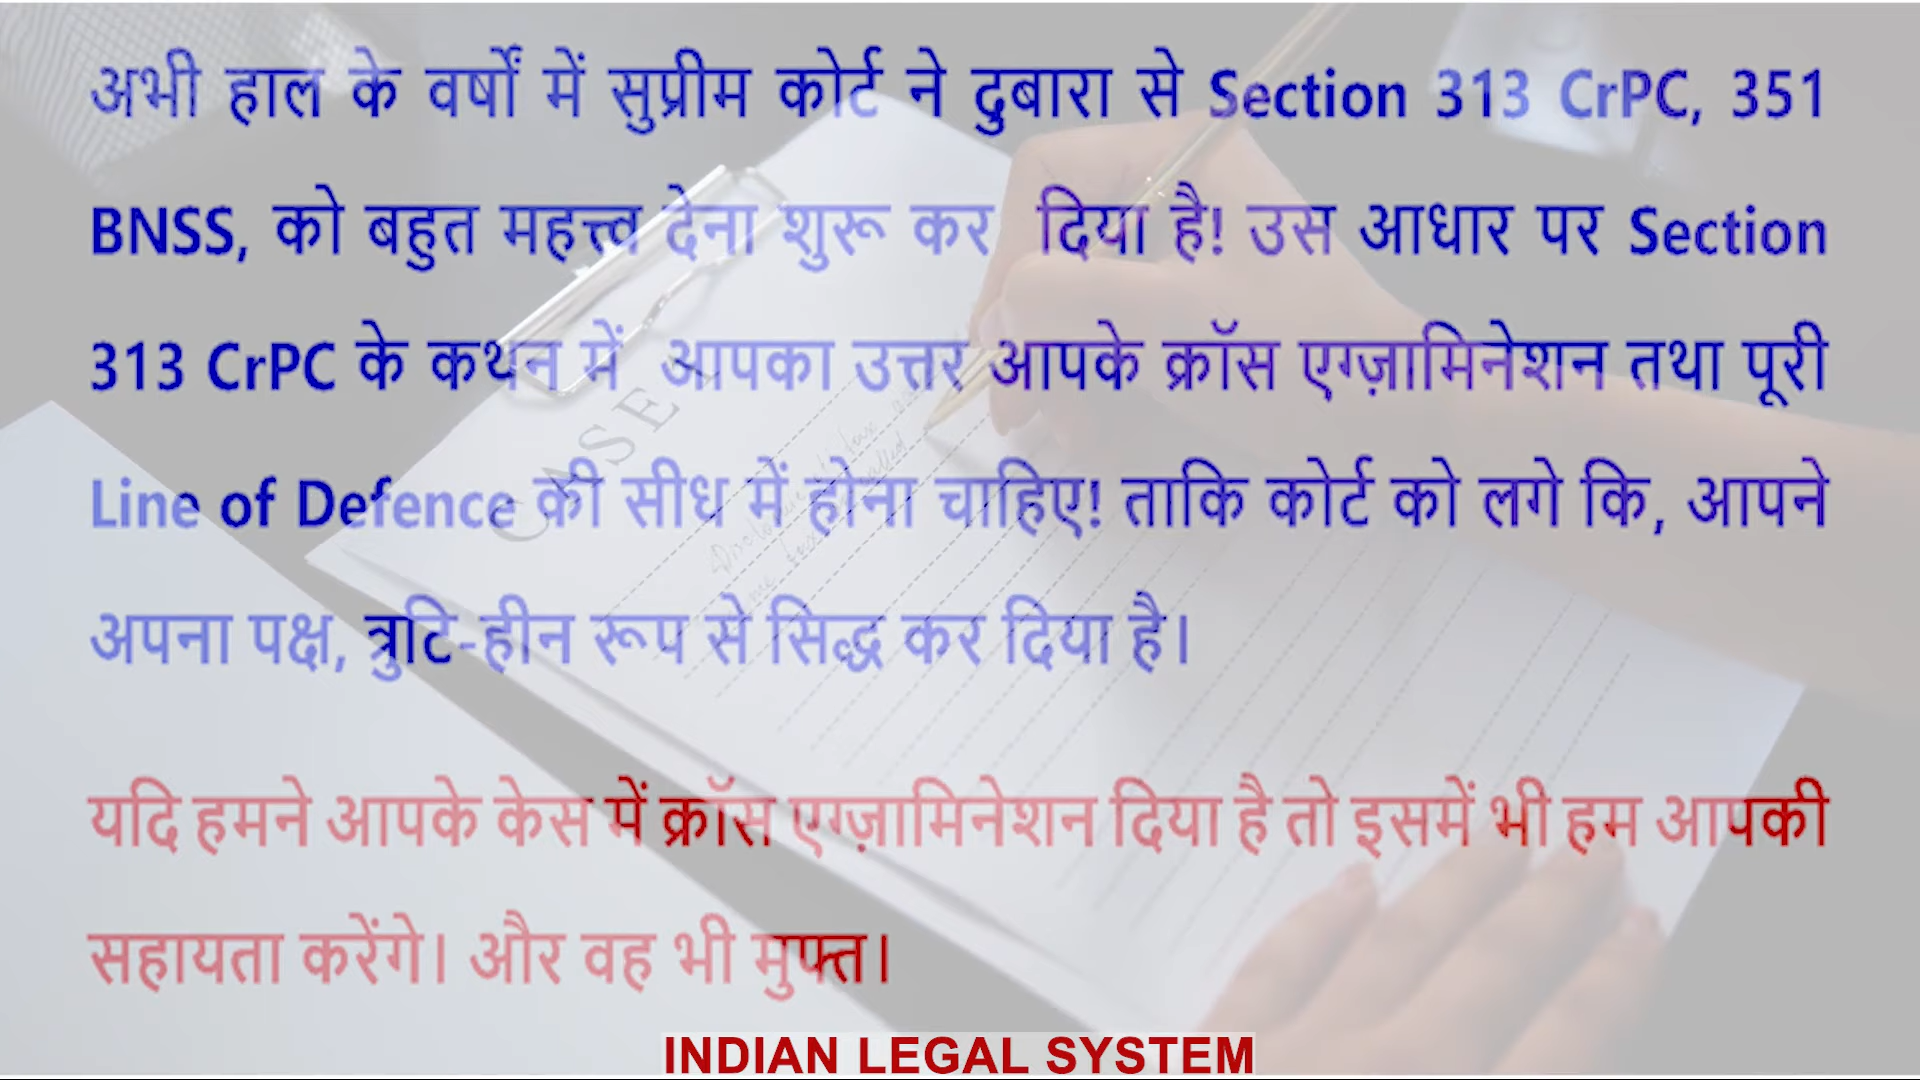 अभी हाल के वर्षों में सुप्रीम कोर्ट ने दुबारा से Section 313 CrPC, 351
BNSS, को बहुत महत्त्व देना शुरू कर दिया है! उस आधार पर Section
313 CrPC के कथन में आपका उत्तर आपके क्रॉस एग्ज़ामिनेशन तथा पूरी
Line of Defence की सीध में होना चाहिए! ताकि कोर्ट को लगे कि, आपने
अपना पक्ष, त्रुटि-हीन रूप से सिद्ध कर दिया है।
यदि हमने आपके केस में क्रॉस एग्ज़ामिनेशन दिया है तो इसमें भी हम आपकी
सहायता करेंगे। और वह भी मुफ्त।
CASE
INDIAN LEGAL SYSTEM